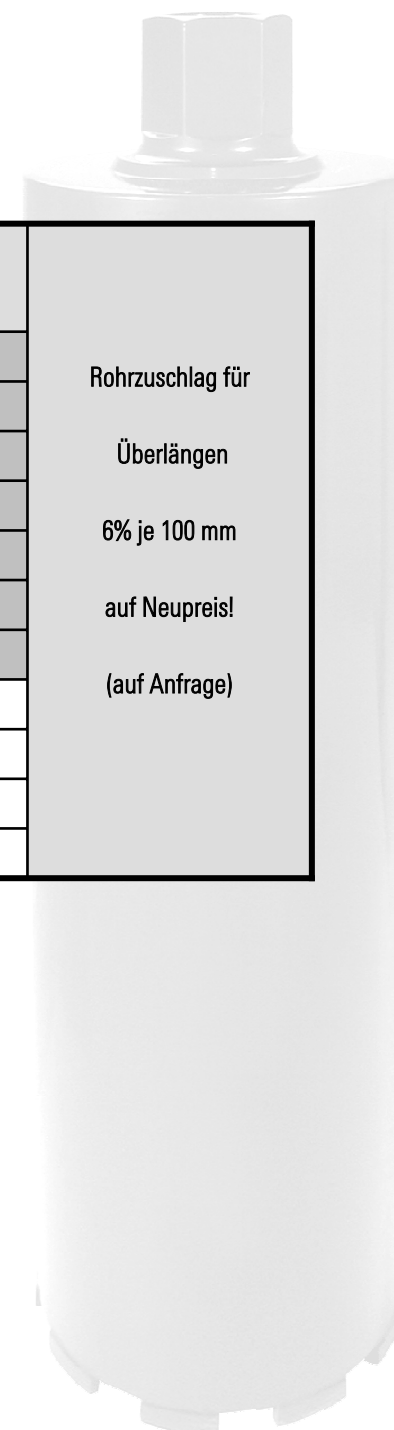 Rohrzuschlag für
Überlängen
6% je 100 mm
auf Neupreis!
(auf Anfrage)